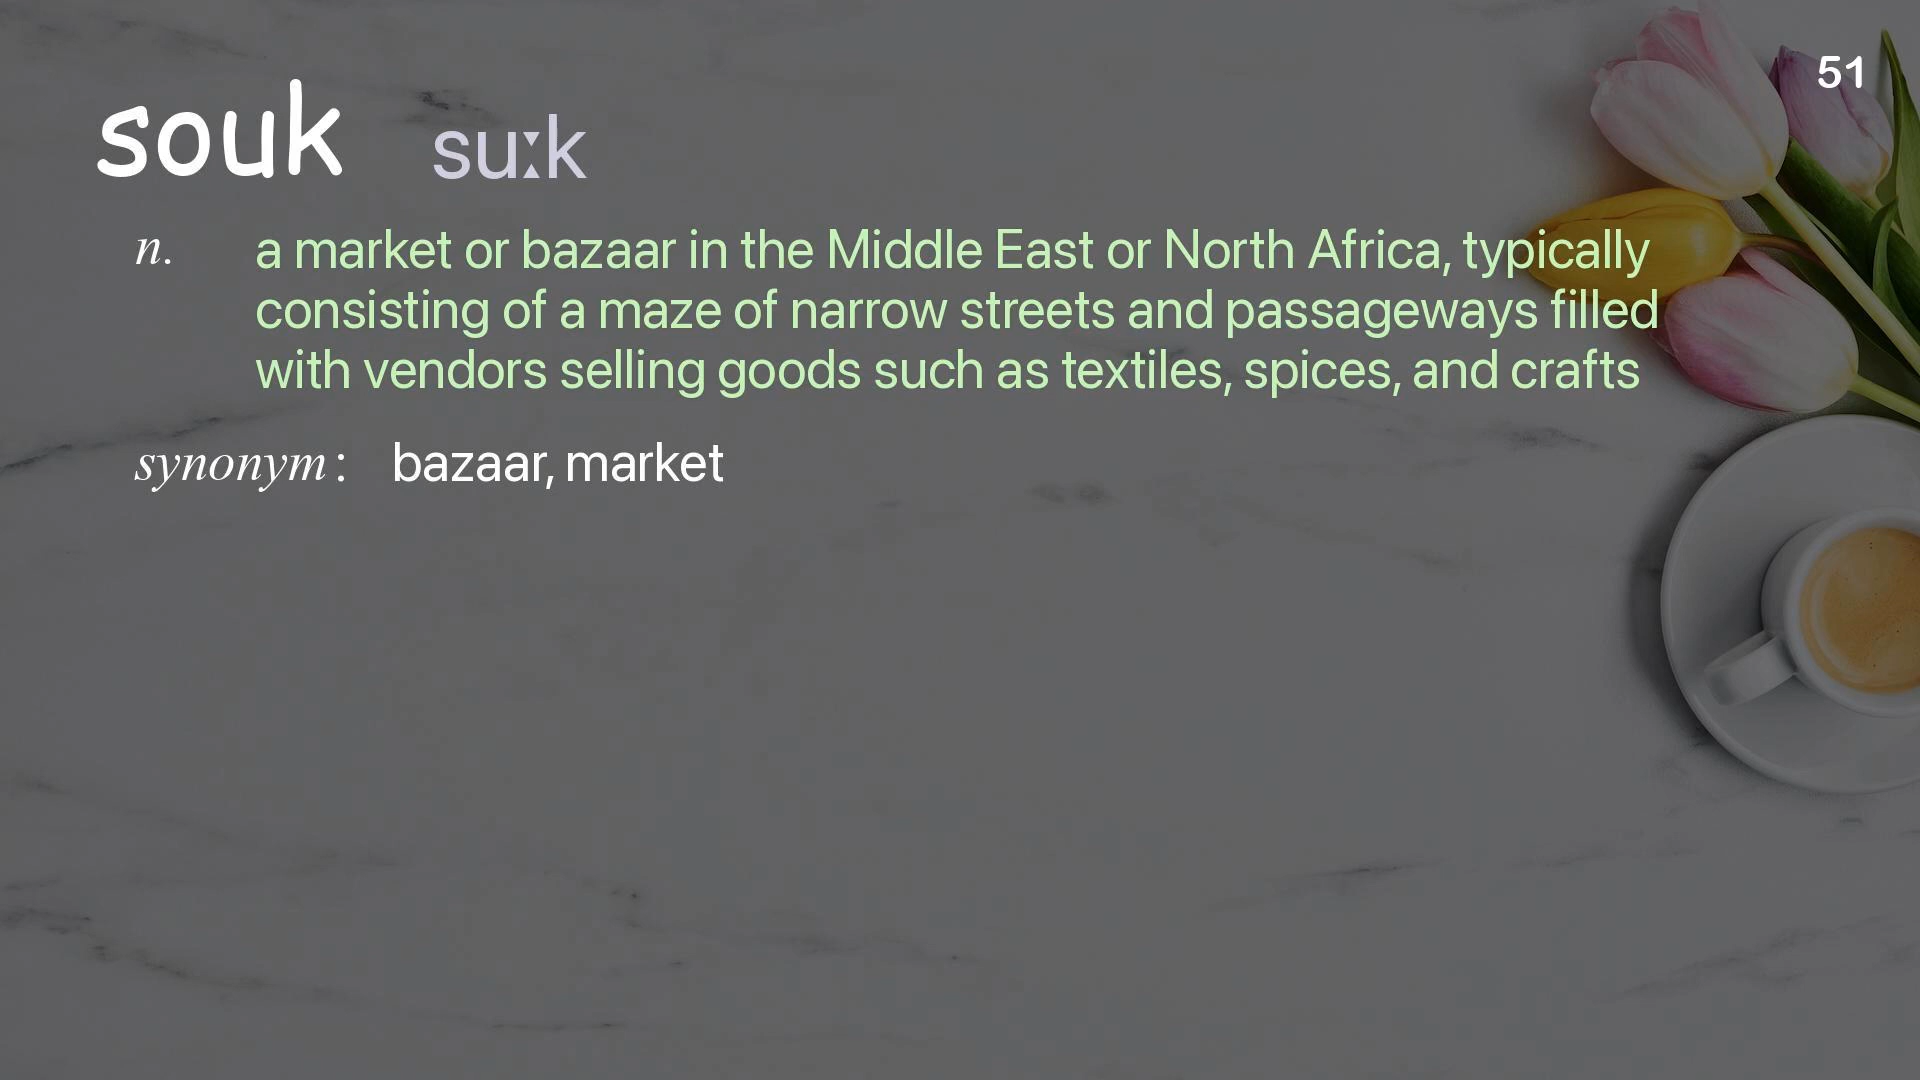 51
souk suːk
n. a market or bazaar in the Middle East or North Africa, typically
consisting of a maze of narrow streets and passageways filled
with vendors selling goods such as textiles, spices, and crafts
synonym: bazaar, market